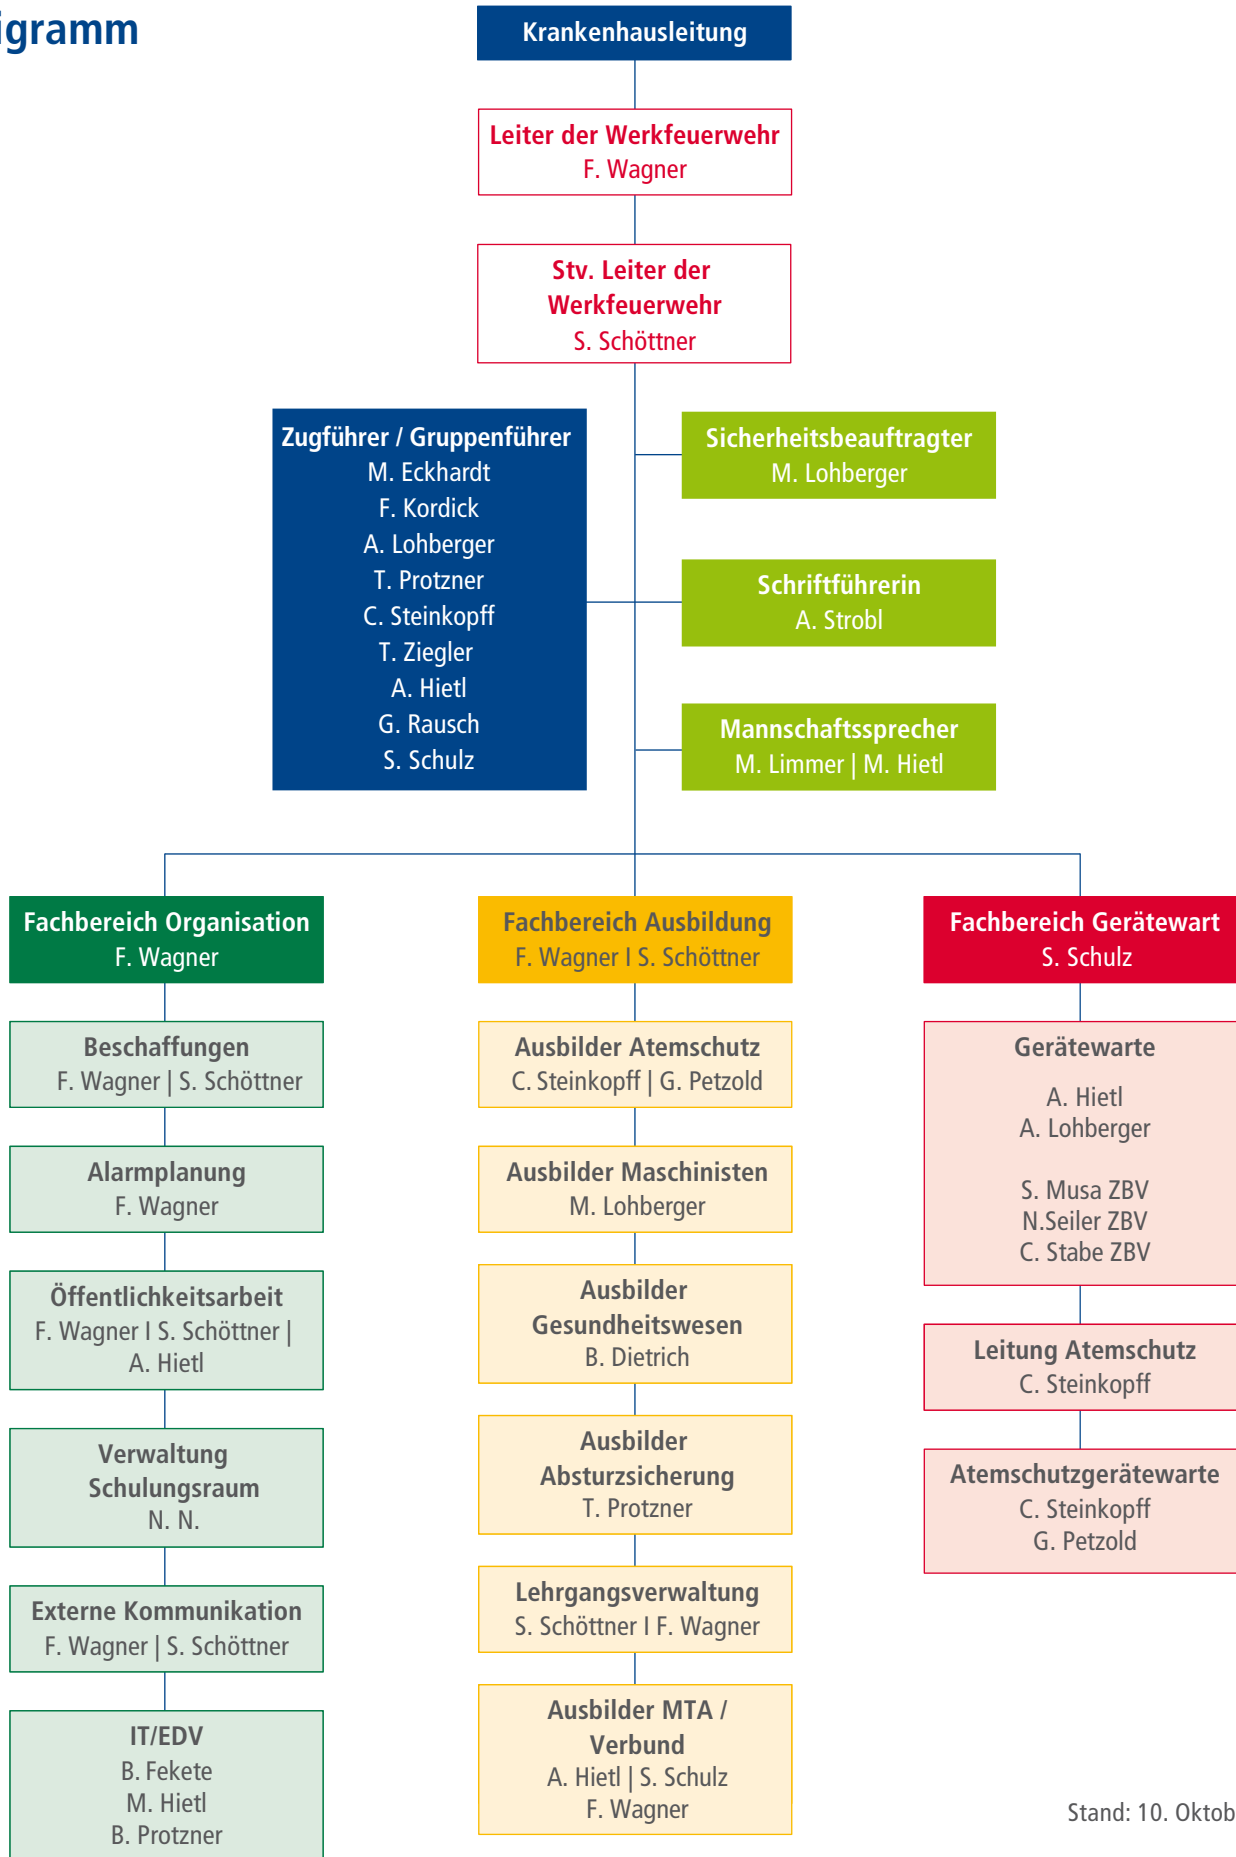 igramm
Krankenhausleitung
Leiter der Werkfeuerwehr
F. Wagner
Stv. Leiter der
Werkfeuerwehr
S. Schöttner
Zugführer / Gruppenführer
M. Eckhardt
F. Kordick
A. Lohberger
T. Protzner
C. Steinkopff
T. Ziegler
A. Hietl
G. Rausch
S. Schulz
Sicherheitsbeauftragter
M. Lohberger
Schriftführerin
A. Strobl
Mannschaftssprecher
M. Limmer | M. Hietl
Fachbereich Organisation
F. Wagner
Beschaffungen
F. Wagner | S. Schöttner
Alarmplanung
F. Wagner
Öffentlichkeitsarbeit
F. Wagner I S. Schöttner |
A. Hietl
Verwaltung
Schulungsraum
N. N.
Externe Kommunikation
F. Wagner | S. Schöttner
IT/EDV
B. Fekete
M. Hietl
B. Protzner
Fachbereich Ausbildung
F. Wagner I S. Schöttner
Ausbilder Atemschutz
C. Steinkopff | G. Petzold
Ausbilder Maschinisten
M. Lohberger
Ausbilder
Gesundheitswesen
B. Dietrich
Ausbilder
Absturzsicherung
T. Protzner
Lehrgangsverwaltung
S. Schöttner I F. Wagner
Ausbilder MTA /
Verbund
A. Hietl | S. Schulz
F. Wagner
Fachbereich Gerätewart
S. Schulz
Gerätewarte
A. Hietl
A. Lohberger
S. Musa ZBV
N.Seiler ZBV
C. Stabe ZBV
Leitung Atemschutz
C. Steinkopff
Atemschutzgerätewarte
C. Steinkopff
G. Petzold
Stand: 10. Oktob